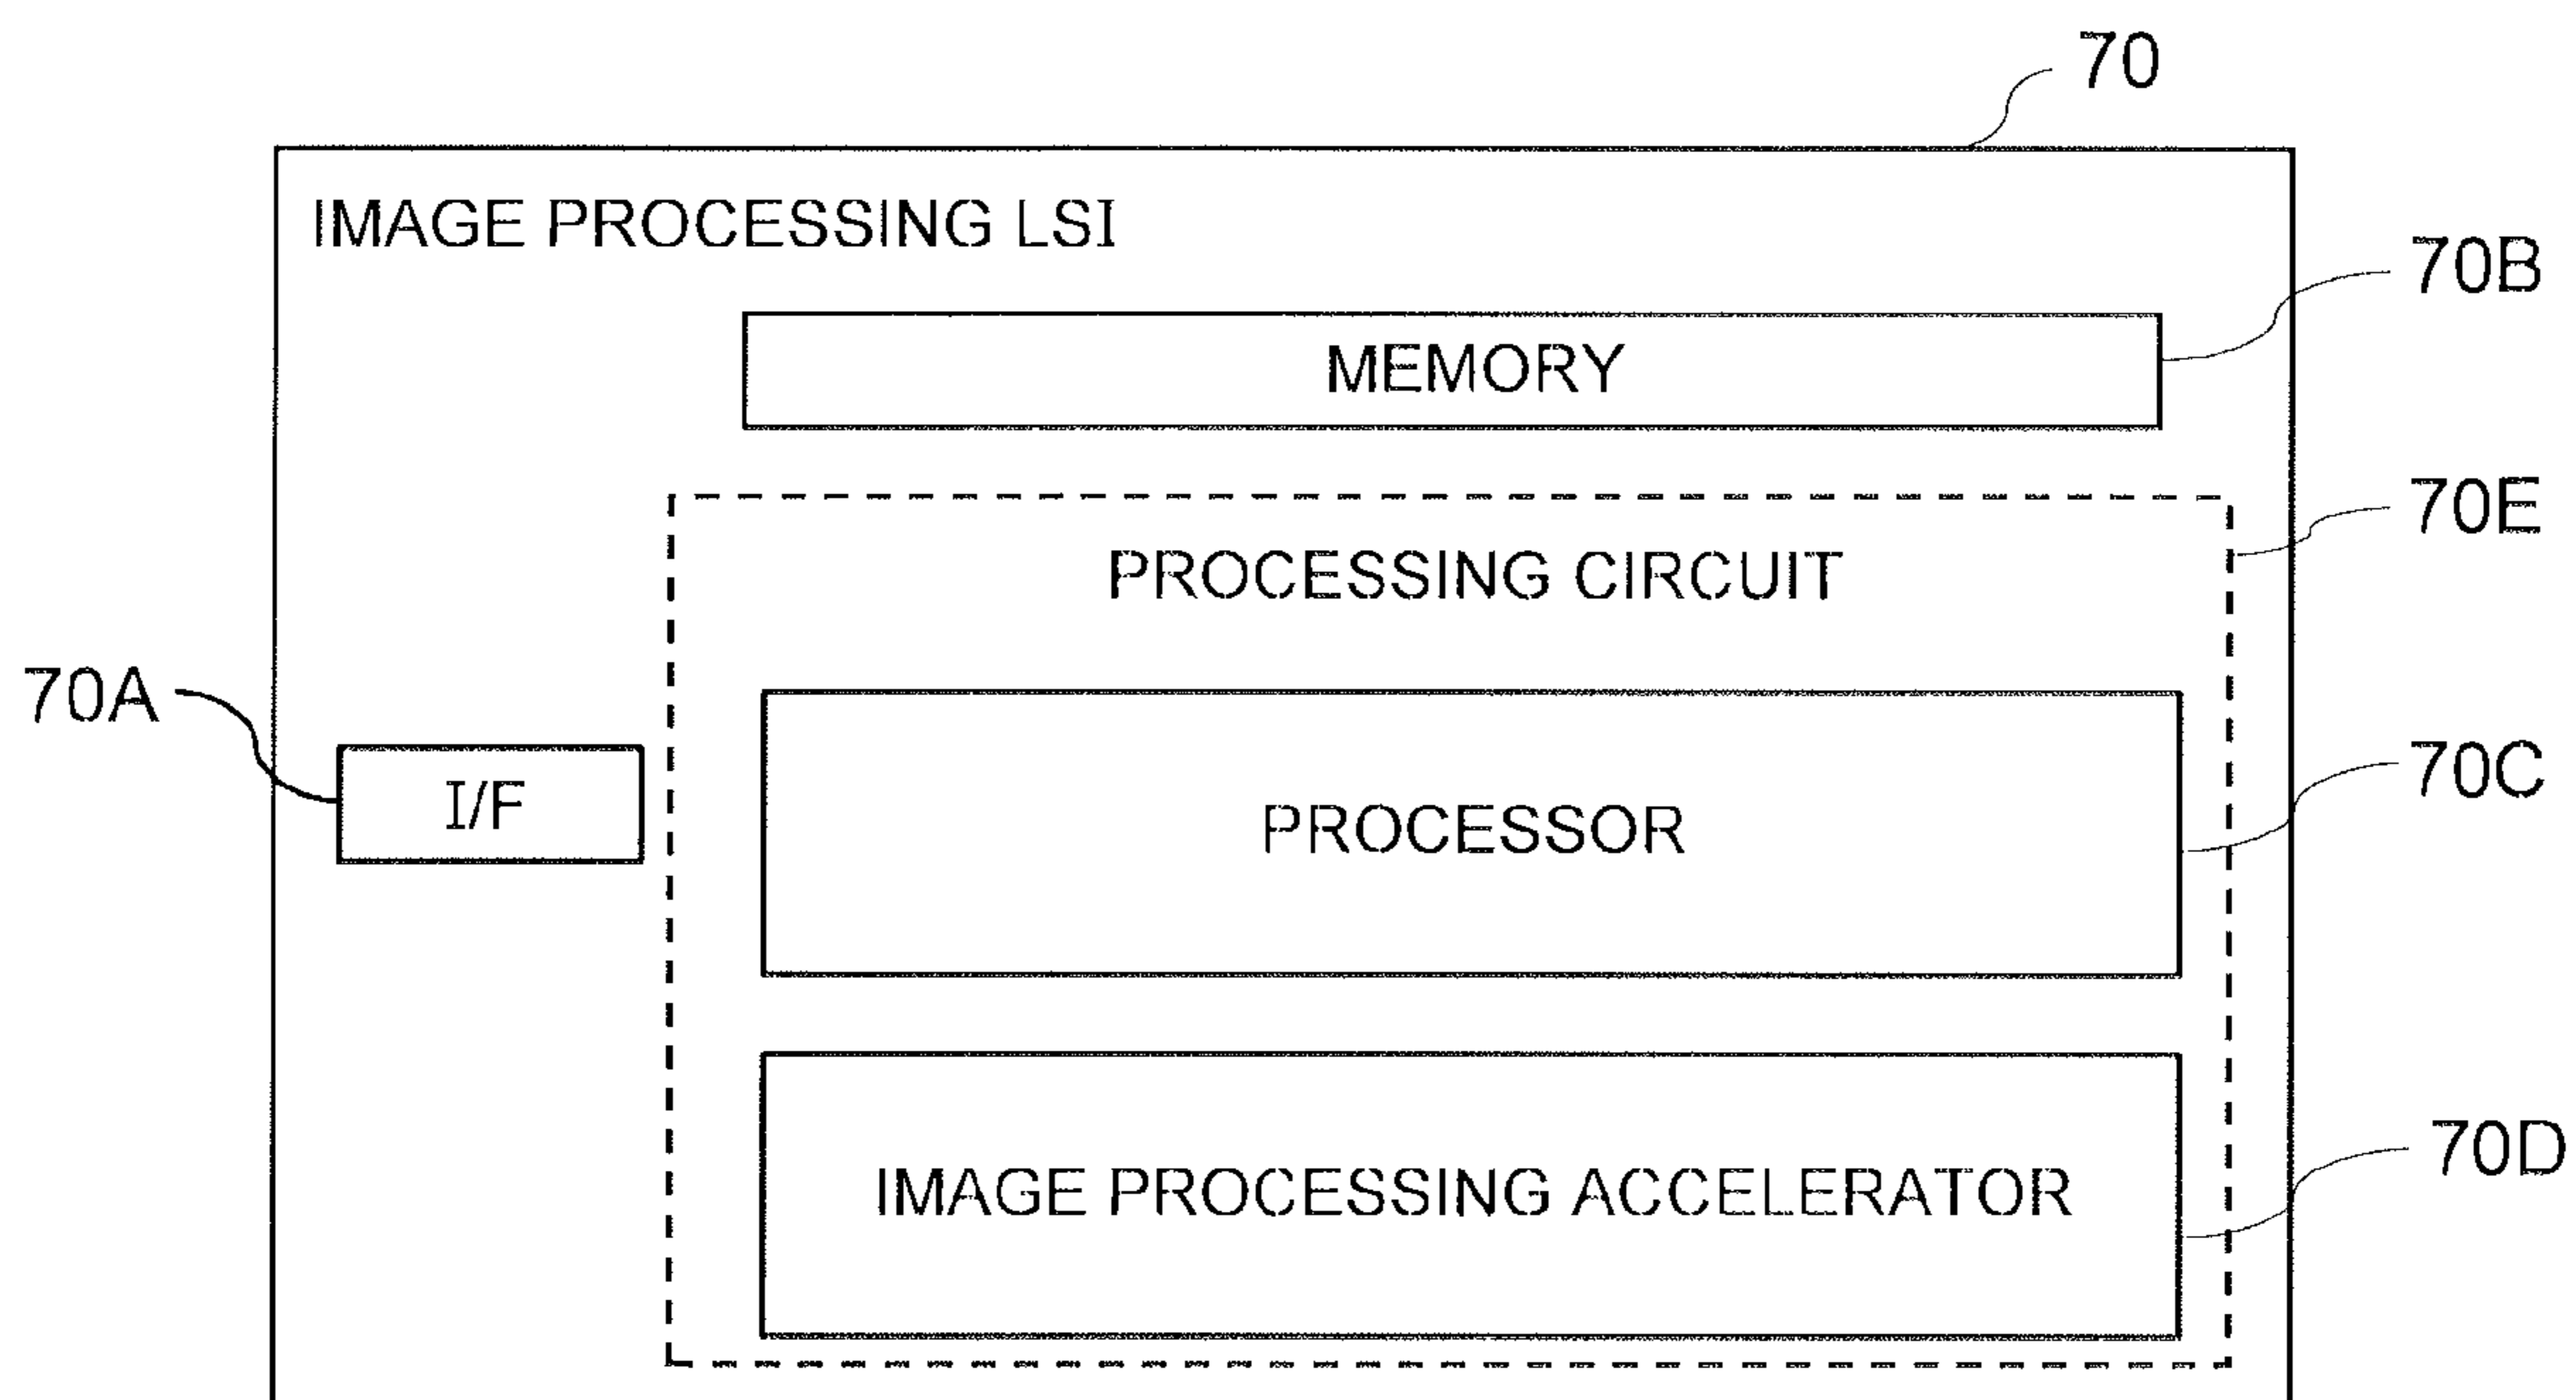 70
IMAGE PROCESSING LSI
70B
MEMORY
70E
PROCESSING CIRCUIT
70A
I/F
PROCESSOR
70C
70D
IMAGE PROCESSING ACCELERATOR